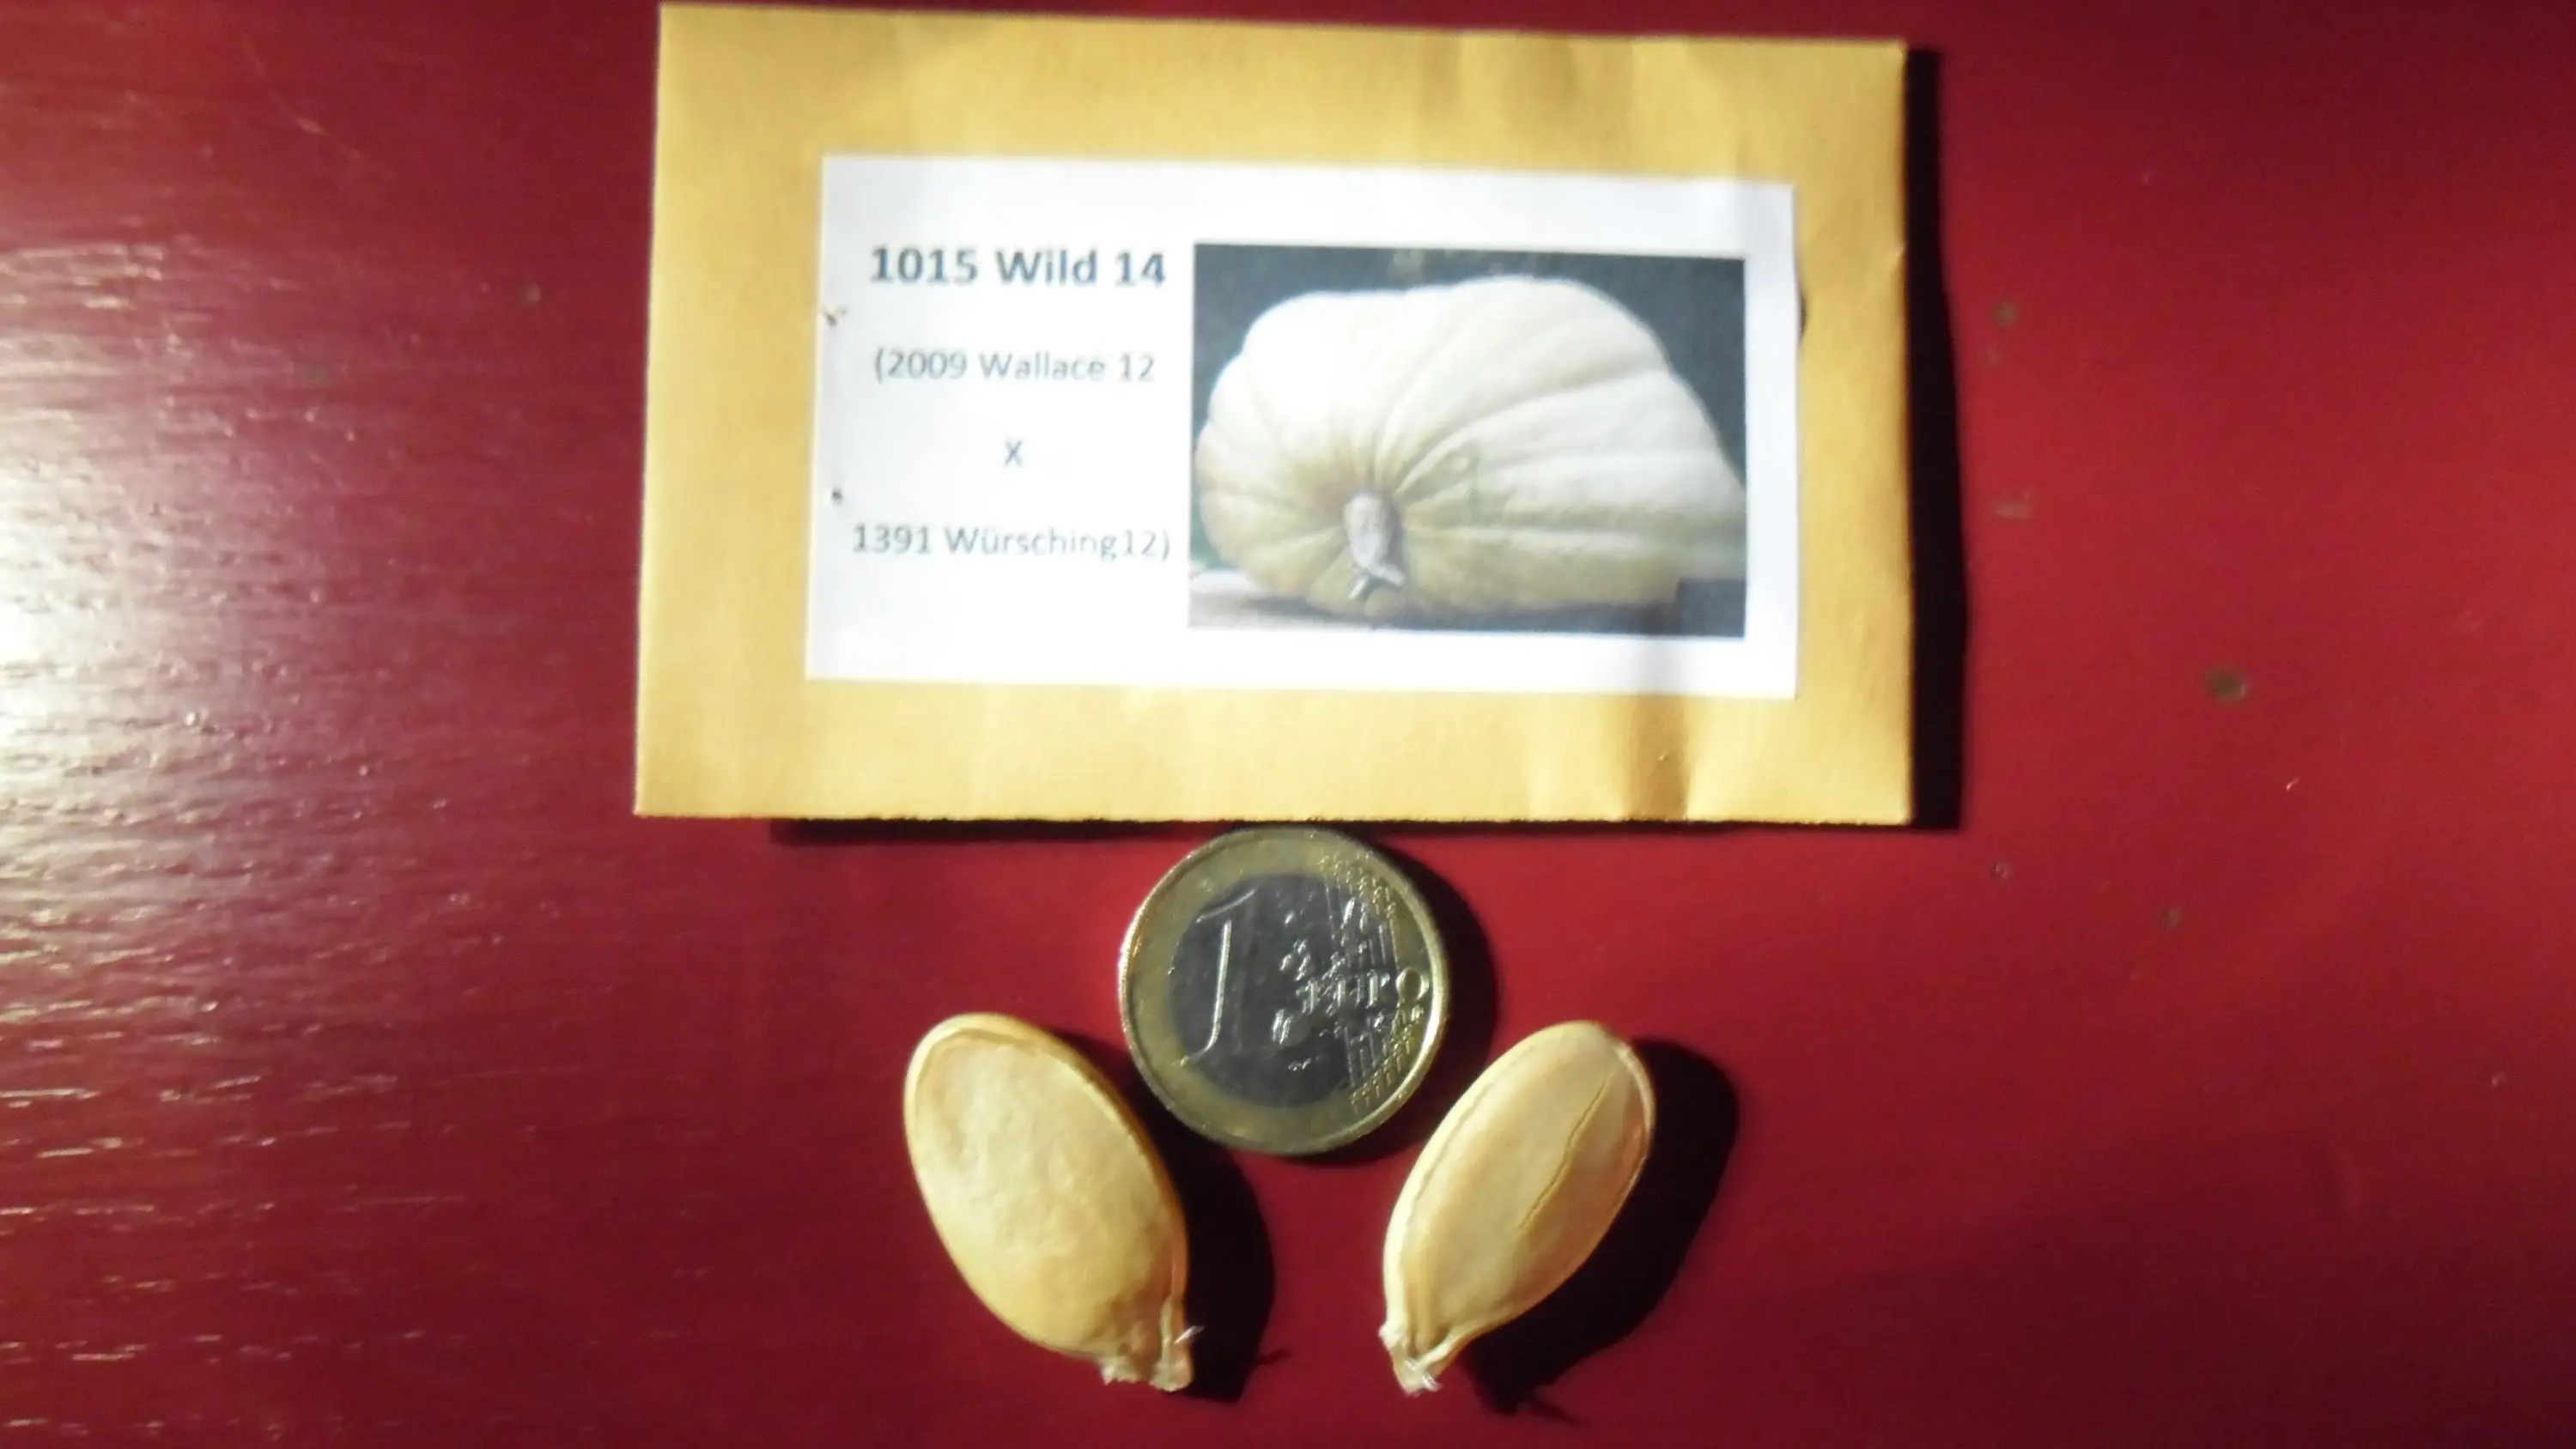 1015 Wild 14
(2009 Wallace 12
X
1391 Würsching12)
1
EURO